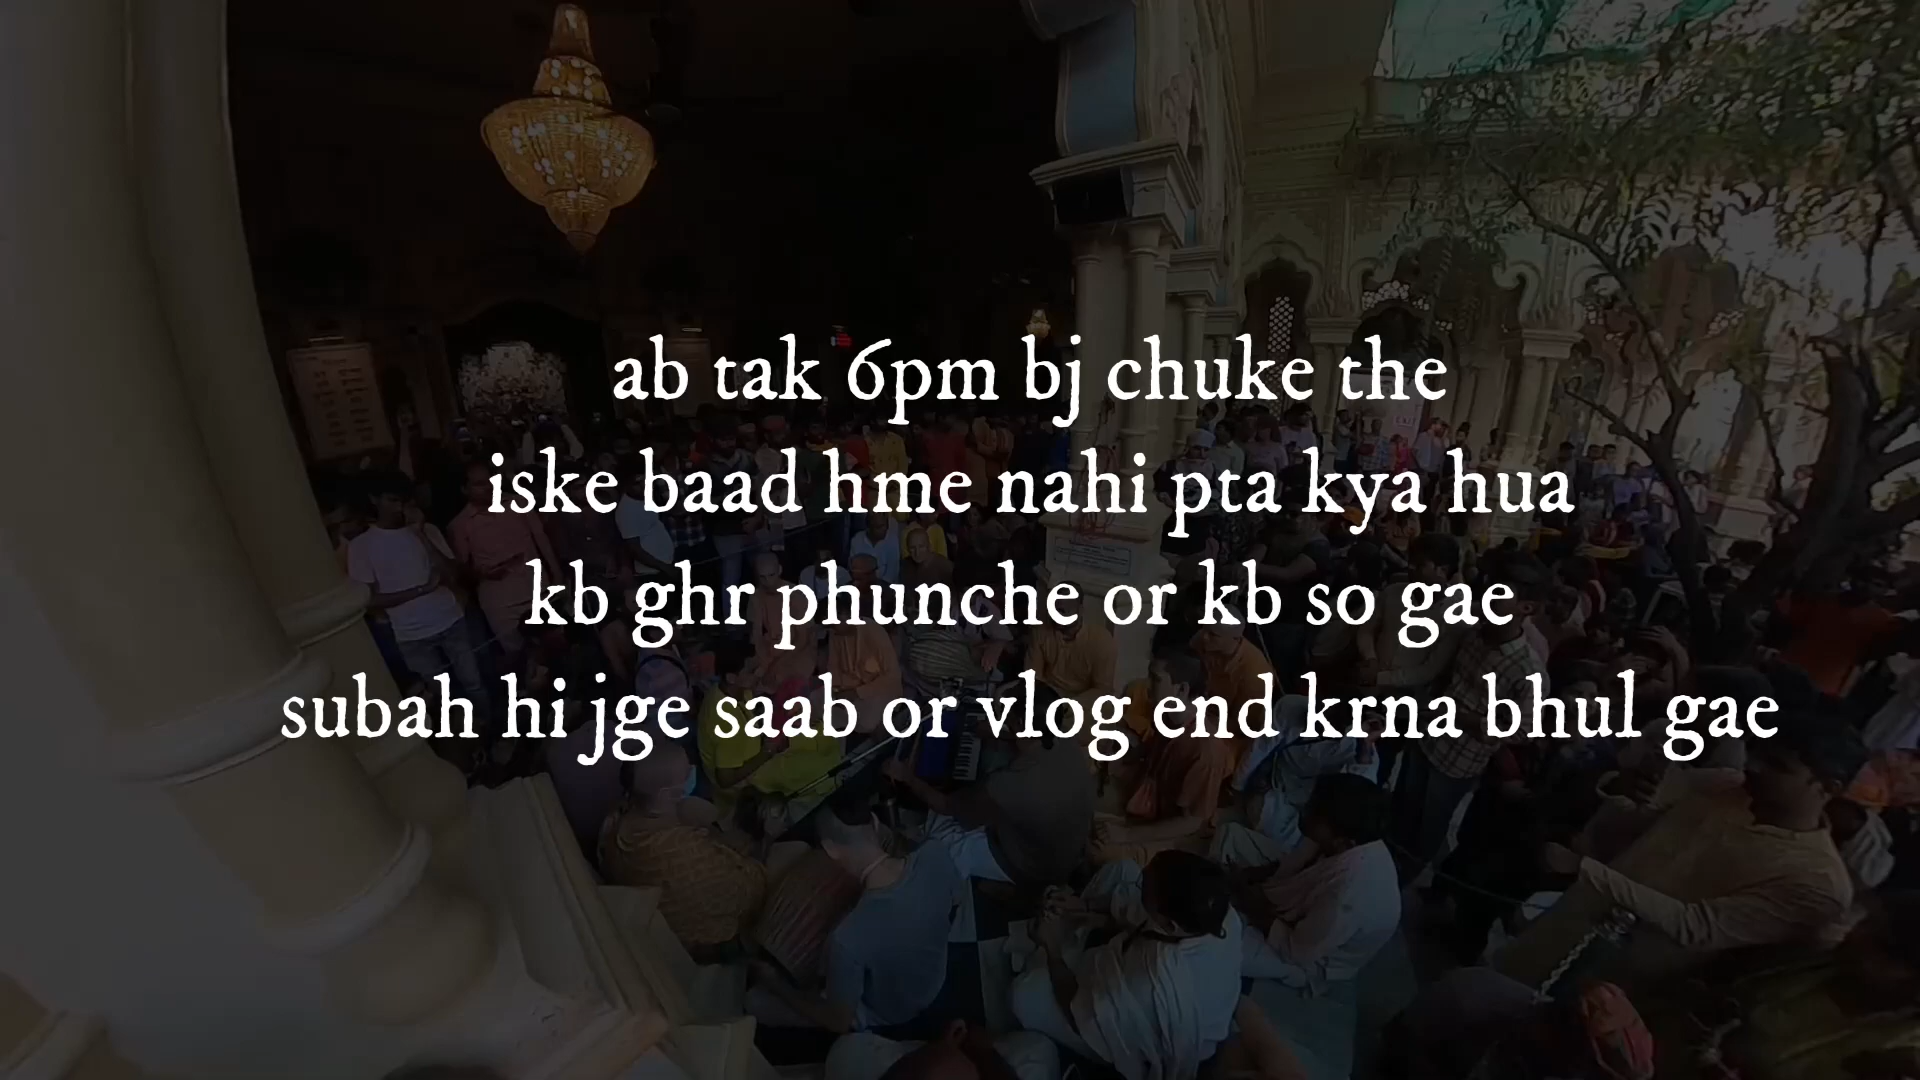 ab tak 6pm bj chuke the
iske baad hme nahi pta kya hua
kb ghr phunche or kb so gae
subah hi jge saab or vlog end krna bhul gae